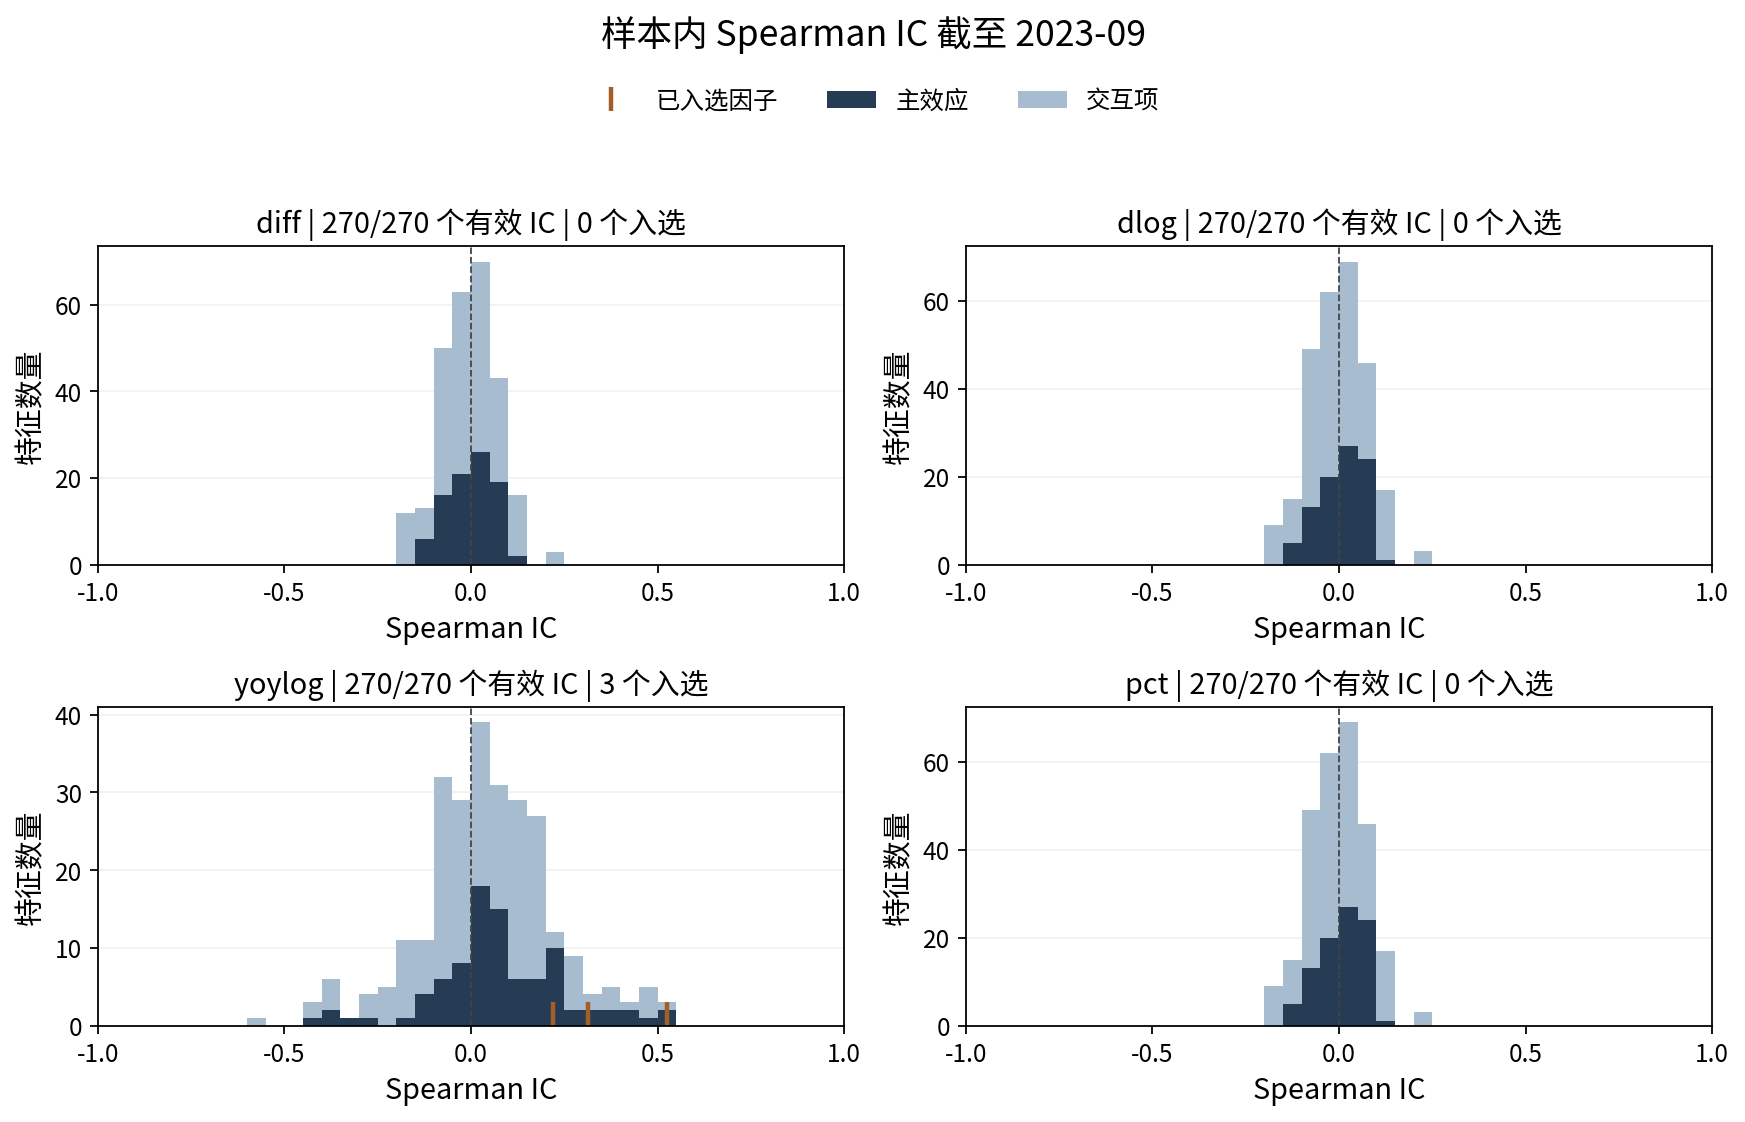 样本内 Spearman IC 截至 2023-09
已入选因子 主效应 交互项
diff | 270/270 个有效 IC | 0 个入选
特征数量
60
40
20
0
-1.0 -0.5 0.0 0.5 1.0
Spearman IC
dlog | 270/270 个有效 IC | 0 个入选
特征数量
60
40
20
0
-1.0 -0.5 0.0 0.5 1.0
Spearman IC
yoylog | 270/270 个有效 IC | 3 个入选
特征数量
40
30
20
10
0
-1.0 -0.5 0.0 0.5 1.0
Spearman IC
pct | 270/270 个有效 IC | 0 个入选
特征数量
60
40
20
0
-1.0 -0.5 0.0 0.5 1.0
Spearman IC